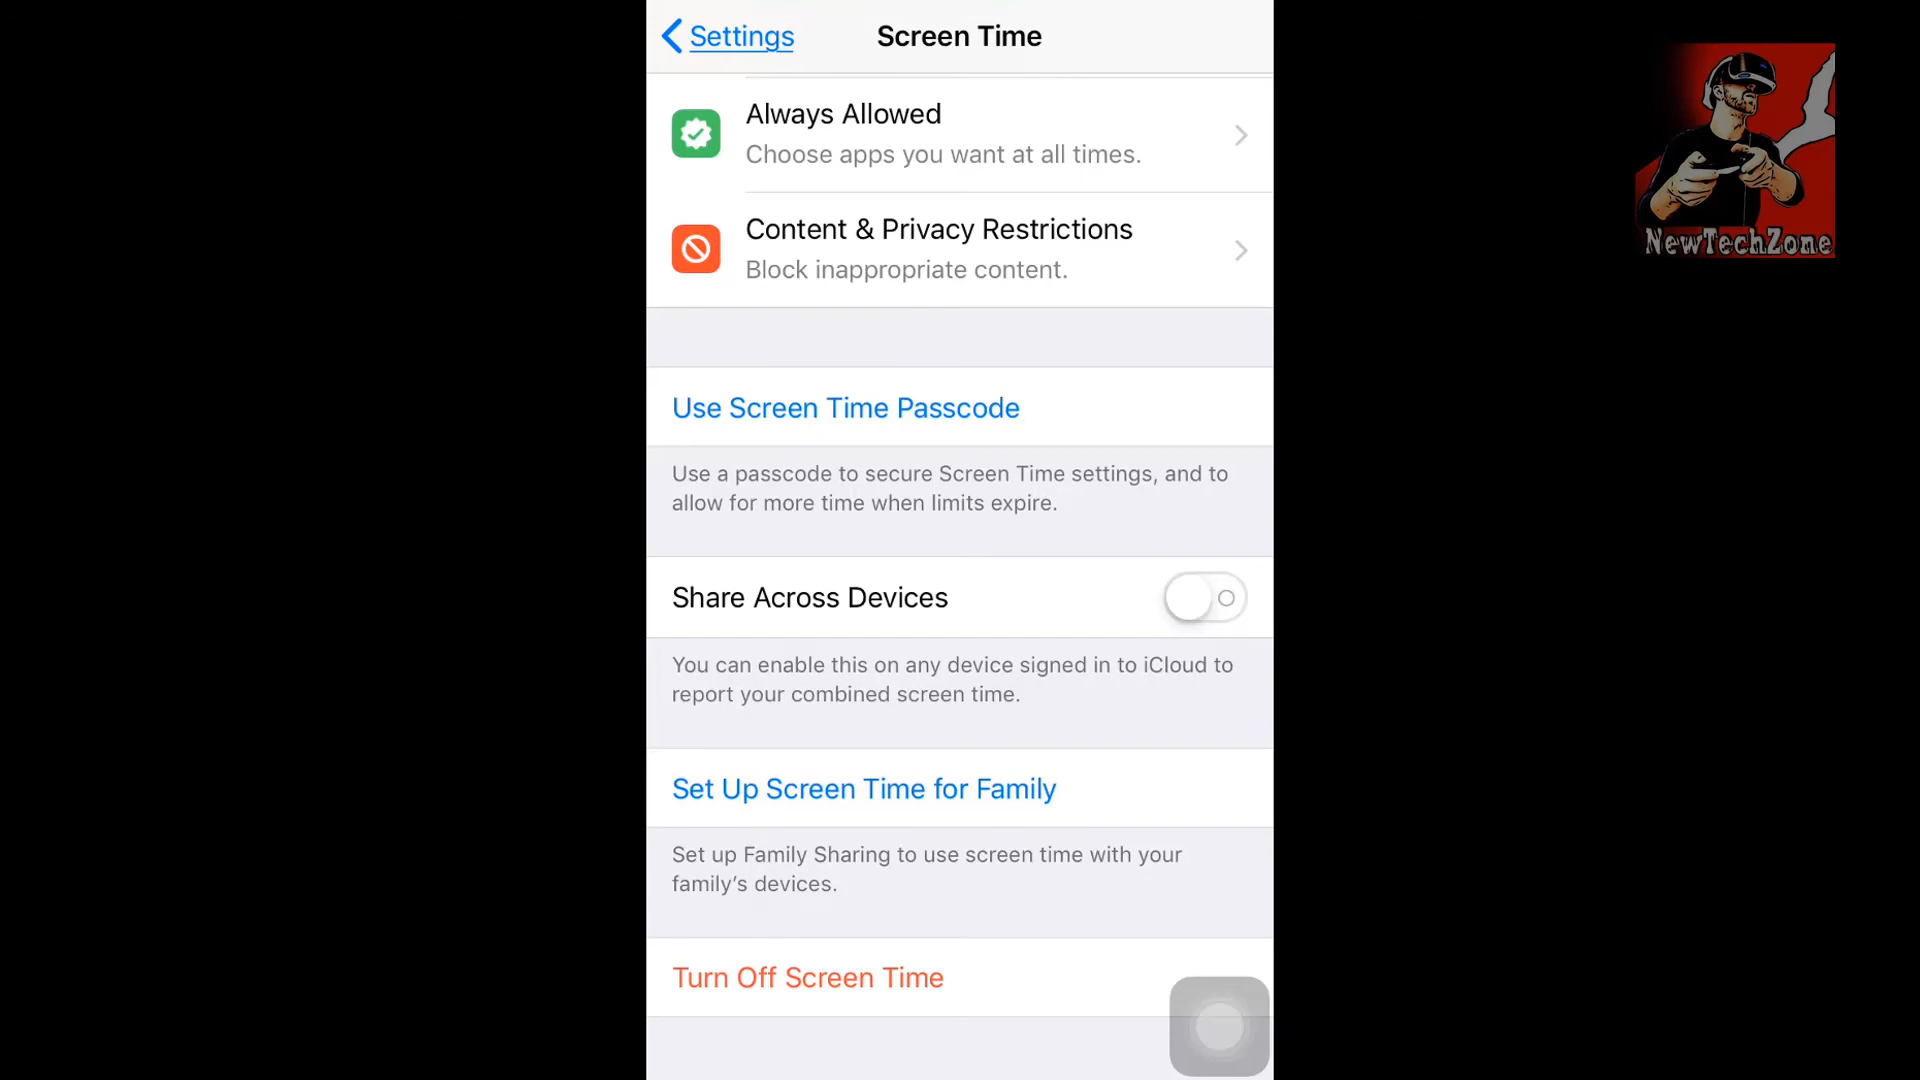 Settings
Screen Time
Always Allowed
Choose apps you want at all times.
Content & Privacy Restrictions
Block inappropriate content.
Use Screen Time Passcode
Use a passcode to secure Screen Time settings, and to
allow for more time when limits expire.
Share Across Devices
You can enable this on any device signed in to iCloud to
report your combined screen time.
Set Up Screen Time for Family
Set up Family Sharing to use screen time with your
family’s devices.
Turn Off Screen Time
NewTechZone